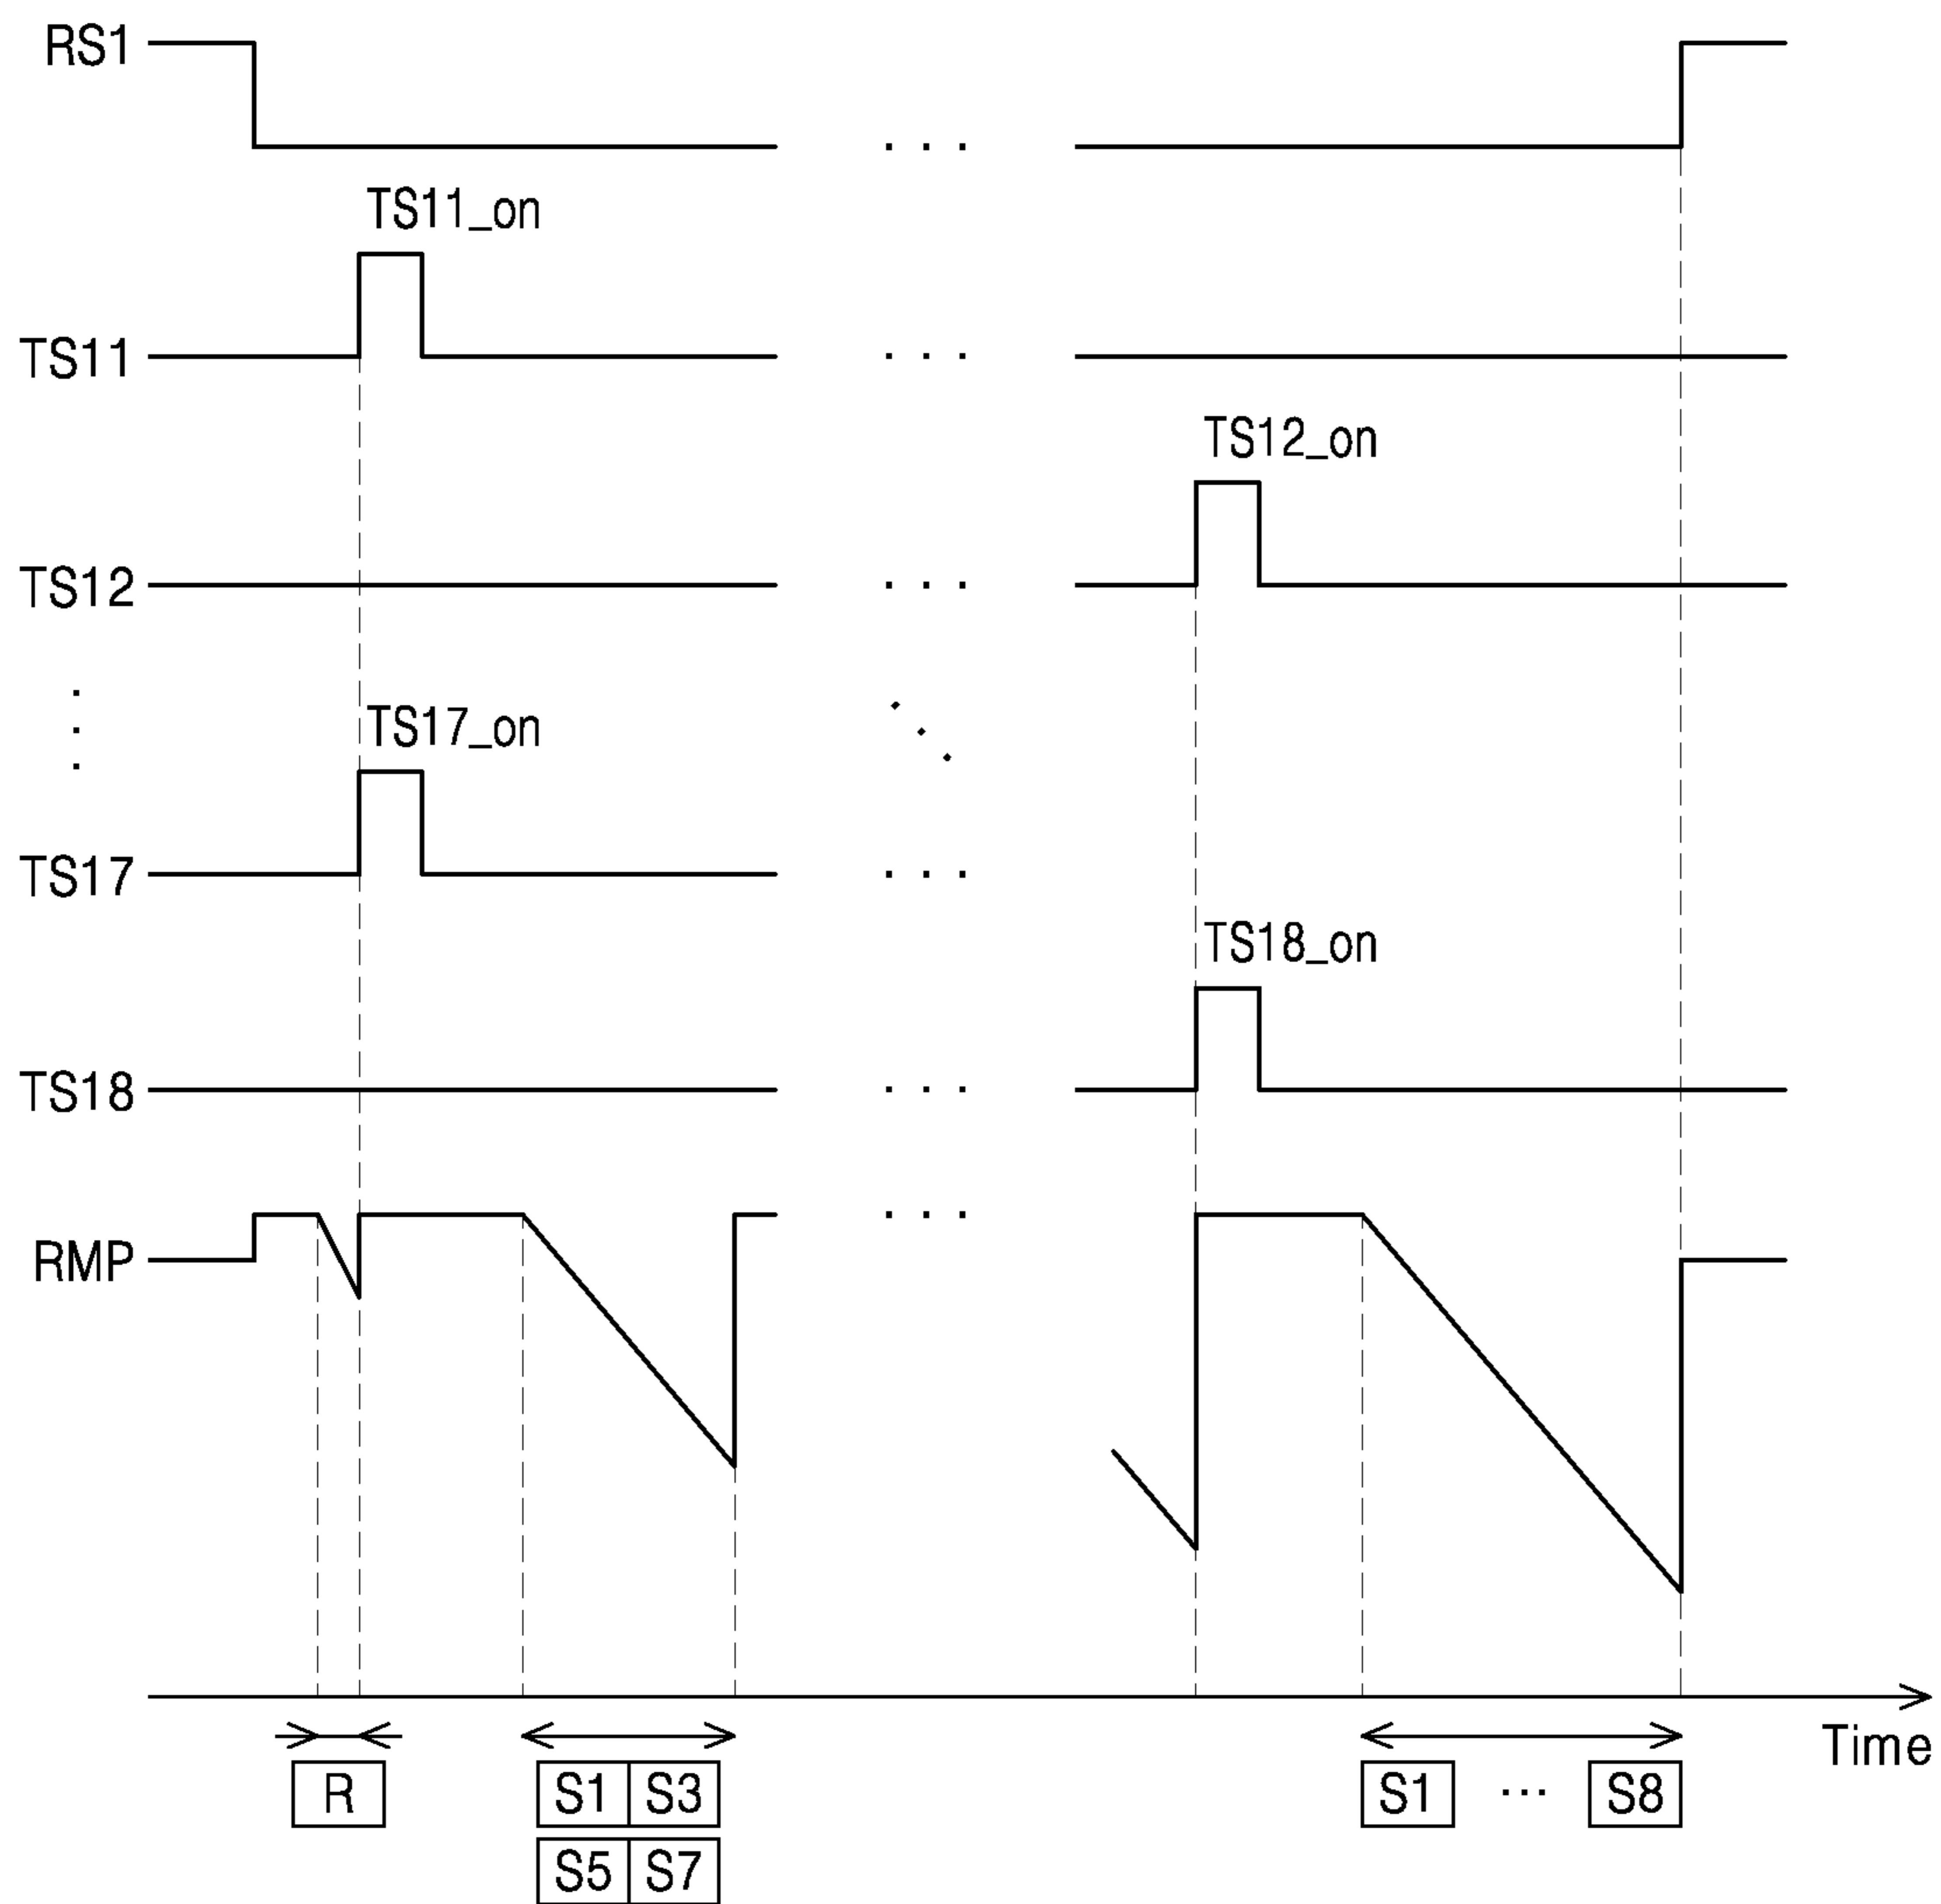 RS1
. . .
TS11_on
TS11
. . .
TS12_on
TS12
. . .
TS17_on
TS17
. . .
TS18_on
TS18
. . .
RMP
. . .
Time
R
S1 S3
S5 S7
S1 ... S8